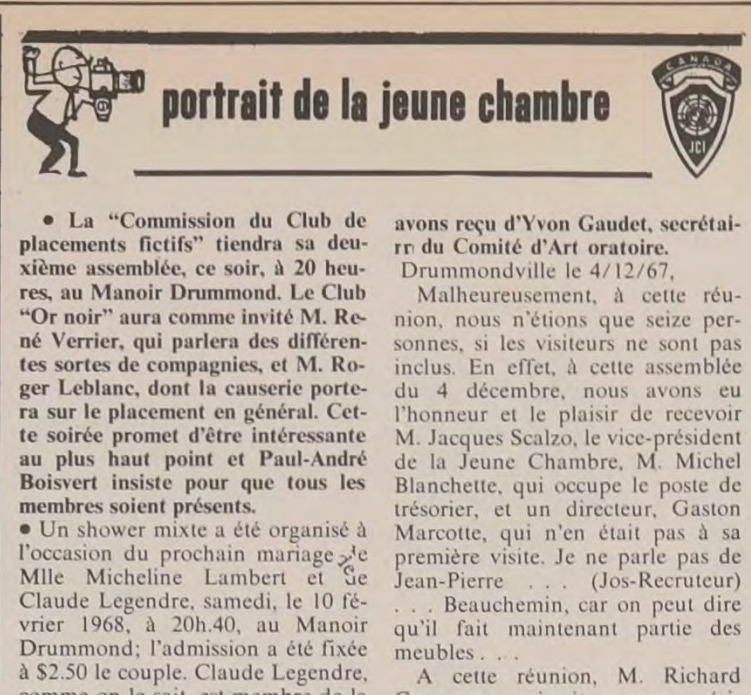 portrait de la jeune chambre
CANADA
JCI
• La “Commission du Club de
placements fictifs” tiendra sa deu-
xième assemblée, ce soir, à 20 heu-
res, au Manoir Drummond. Le Club
“Or noir” aura comme invité M. Re-
né Verrier, qui parlera des différen-
tes sortes de compagnies, et M. Ro-
ger Leblanc, dont la causerie porte-
ra sur le placement en général. Cet-
te soirée promet d'être intéressante
au plus haut point et Paul-André
Boisvert insiste pour que tous les
membres soient présents.
• Un shower mixte a été organisé à
l'occasion du prochain mariage de
Mlle Micheline Lambert et de
Claude Legendre, samedi, le 10 fé-
vrier 1968, à 20h.40, au Manoir
Drummond; l'admission a été fixée
à $2.50 le couple. Claude Legendre,
comme on le sait, est membre de la
avons reçu d'Yvon Gaudet, secrétai-
rr du Comité d'Art oratoire.
Drummondville le 4/12/67,
Malheureusement, à cette réu-
nion, nous n'étions que seize per-
sonnes, si les visiteurs ne sont pas
inclus. En effet, à cette assemblée
du 4 décembre, nous avons eu
l'honneur et le plaisir de recevoir
M. Jacques Scalzo, le vice-président
de la Jeune Chambre, M. Michel
Blanchette, qui occupe le poste de
trésorier, et un directeur, Gaston
Marcotte, qui n'en était pas à sa
première visite. Je ne parle pas de
Jean-Pierre . . . (Jos-Recruteur)
. . . Beauchemin, car on peut dire
qu'il fait maintenant partie des
meubles . . .
A cette réunion, M. Richard